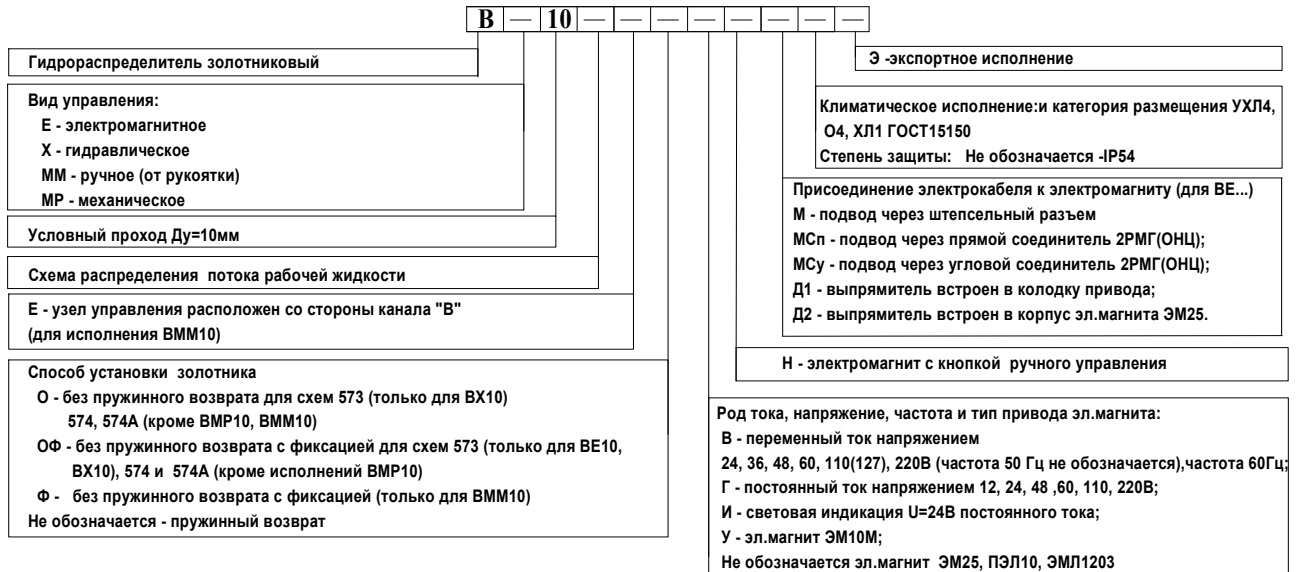 В — 10 — — — — — — — —
Гидрораспределитель золотниковый
Вид управления:
Е - электромагнитное
Х - гидравлическое
ММ - ручное (от рукоятки)
МР - механическое
Условный проход Ду=10мм
Схема распределения потока рабочей жидкости
Е - узел управления расположен со стороны канала "В"
(для исполнения ВММ10)
Способ установки золотника
О - без пружинного возврата для схем 573 (только для ВХ10)
574, 574А (кроме ВМР10, ВММ10)
ОФ - без пружинного возврата с фиксацией для схем 573 (только для ВЕ10,
ВХ10), 574 и 574А (кроме исполнений ВМР10)
Ф - без пружинного возврата с фиксацией (только для ВММ10)
Не обозначается - пружинный возврат
Э -экспортное исполнение
Климатическое исполнение:и категория размещения УХЛ4,
О4, ХЛ1 ГОСТ15150
Степень защиты: Не обозначается -IP54
Присоединение электрокабеля к электромагниту (для ВЕ...)
М - подвод через штепсельный разъем
МСп - подвод через прямой соединитель 2РМГ(ОНЦ);
МСу - подвод через угловой соединитель 2РМГ(ОНЦ);
Д1 - выпрямитель встроен в колодку привода;
Д2 - выпрямитель встроен в корпус эл.магнита ЭМ25.
Н - электромагнит с кнопкой ручного управления
Род тока, напряжение, частота и тип привода эл.магнита:
В - переменный ток напряжением
24, 36, 48, 60, 110(127), 220В (частота 50 Гц не обозначается),частота 60Гц;
Г - постоянный ток напряжением 12, 24, 48 ,60, 110, 220В;
И - световая индикация U=24В постоянного тока;
У - эл.магнит ЭМ10М;
Не обозначается эл.магнит ЭМ25, ПЭЛ10, ЭМЛ1203